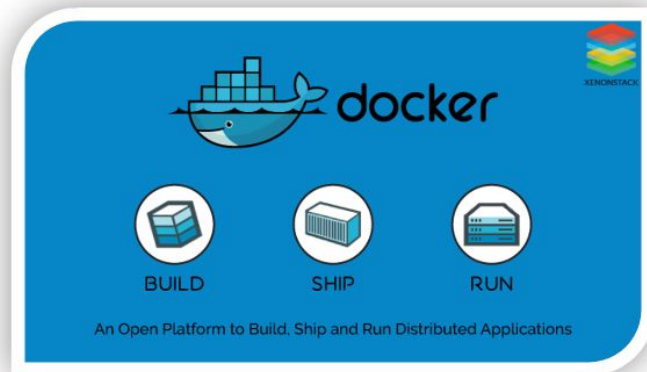 XENONSTACK
docker
BUILD SHIP RUN
An Open Platform to Build, Ship and Run Distributed Applications